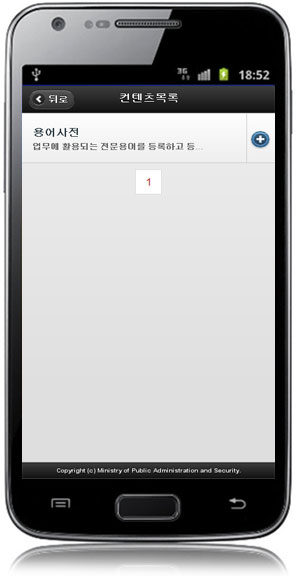 3G 18:52
뒤로 컨텐츠목록
용어사전
업무에 활용되는 전문용어를 등록하고 등...
1
Copyright (c) Ministry of Public Administration and Security.